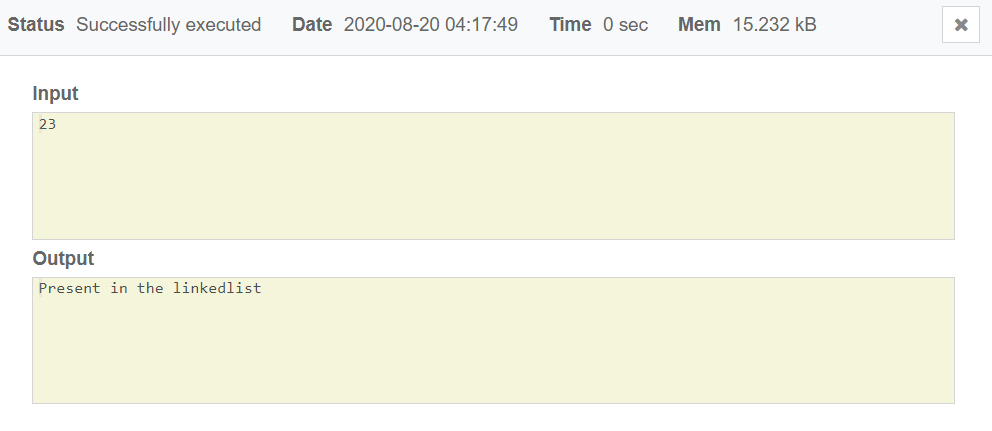 Status Successfully executed Date 2020-08-20 04:17:49 Time 0 sec Mem 15.232 kB
Input
23
Output
Present in the linkedlist